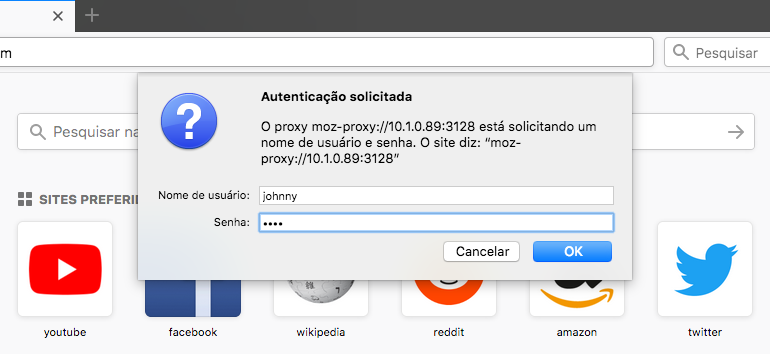 m
Pesquisar
Autenticação solicitada
O proxy moz-proxy://10.1.0.89:3128 está solicitando um
nome de usuário e senha. O site diz: “moz-
proxy://10.1.0.89:3128”
Pesquisar na
Nome de usuário: johnny
Senha: ••••
Cancelar OK
SITES PREFERI
youtube facebook wikipedia reddit amazon twitter